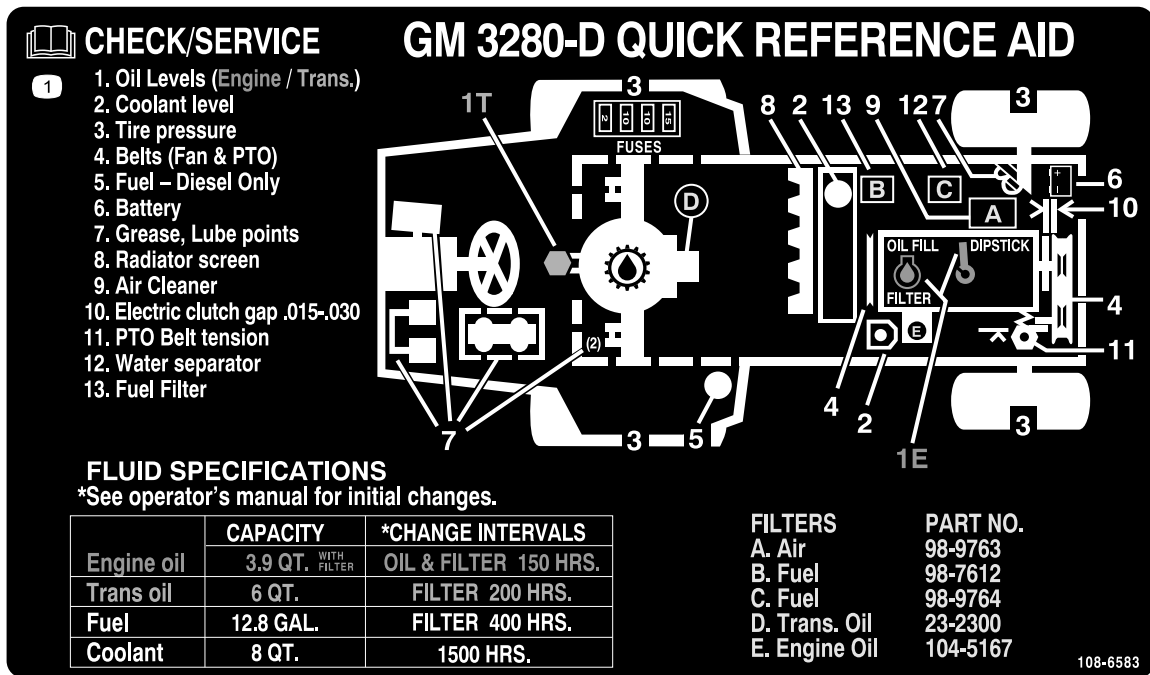 CHECK/SERVICE
1
1. Oil Levels (Engine / Trans.)
2. Coolant level
3. Tire pressure
4. Belts (Fan & PTO)
5. Fuel – Diesel Only
6. Battery
7. Grease, Lube points
8. Radiator screen
9. Air Cleaner
10. Electric clutch gap .015-.030
11. PTO Belt tension
12. Water separator
13. Fuel Filter
GM 3280-D QUICK REFERENCE AID
1T
3
2 10 10 15
FUSES
8 2 13 9 12 7
3
B
C
A
+
-
6
10
D
OIL FILL
DIPSTICK
FILTER
E
4
11
(2)
7
3
5
4
2
1E
3
FLUID SPECIFICATIONS
*See operator's manual for initial changes.
CAPACITY *CHANGE INTERVALS
Engine oil 3.9 QT. WITH FILTER OIL & FILTER 150 HRS.
Trans oil 6 QT. FILTER 200 HRS.
Fuel 12.8 GAL. FILTER 400 HRS.
Coolant 8 QT. 1500 HRS.
FILTERS PART NO.
A. Air 98-9763
B. Fuel 98-7612
C. Fuel 98-9764
D. Trans. Oil 23-2300
E. Engine Oil 104-5167
108-6583